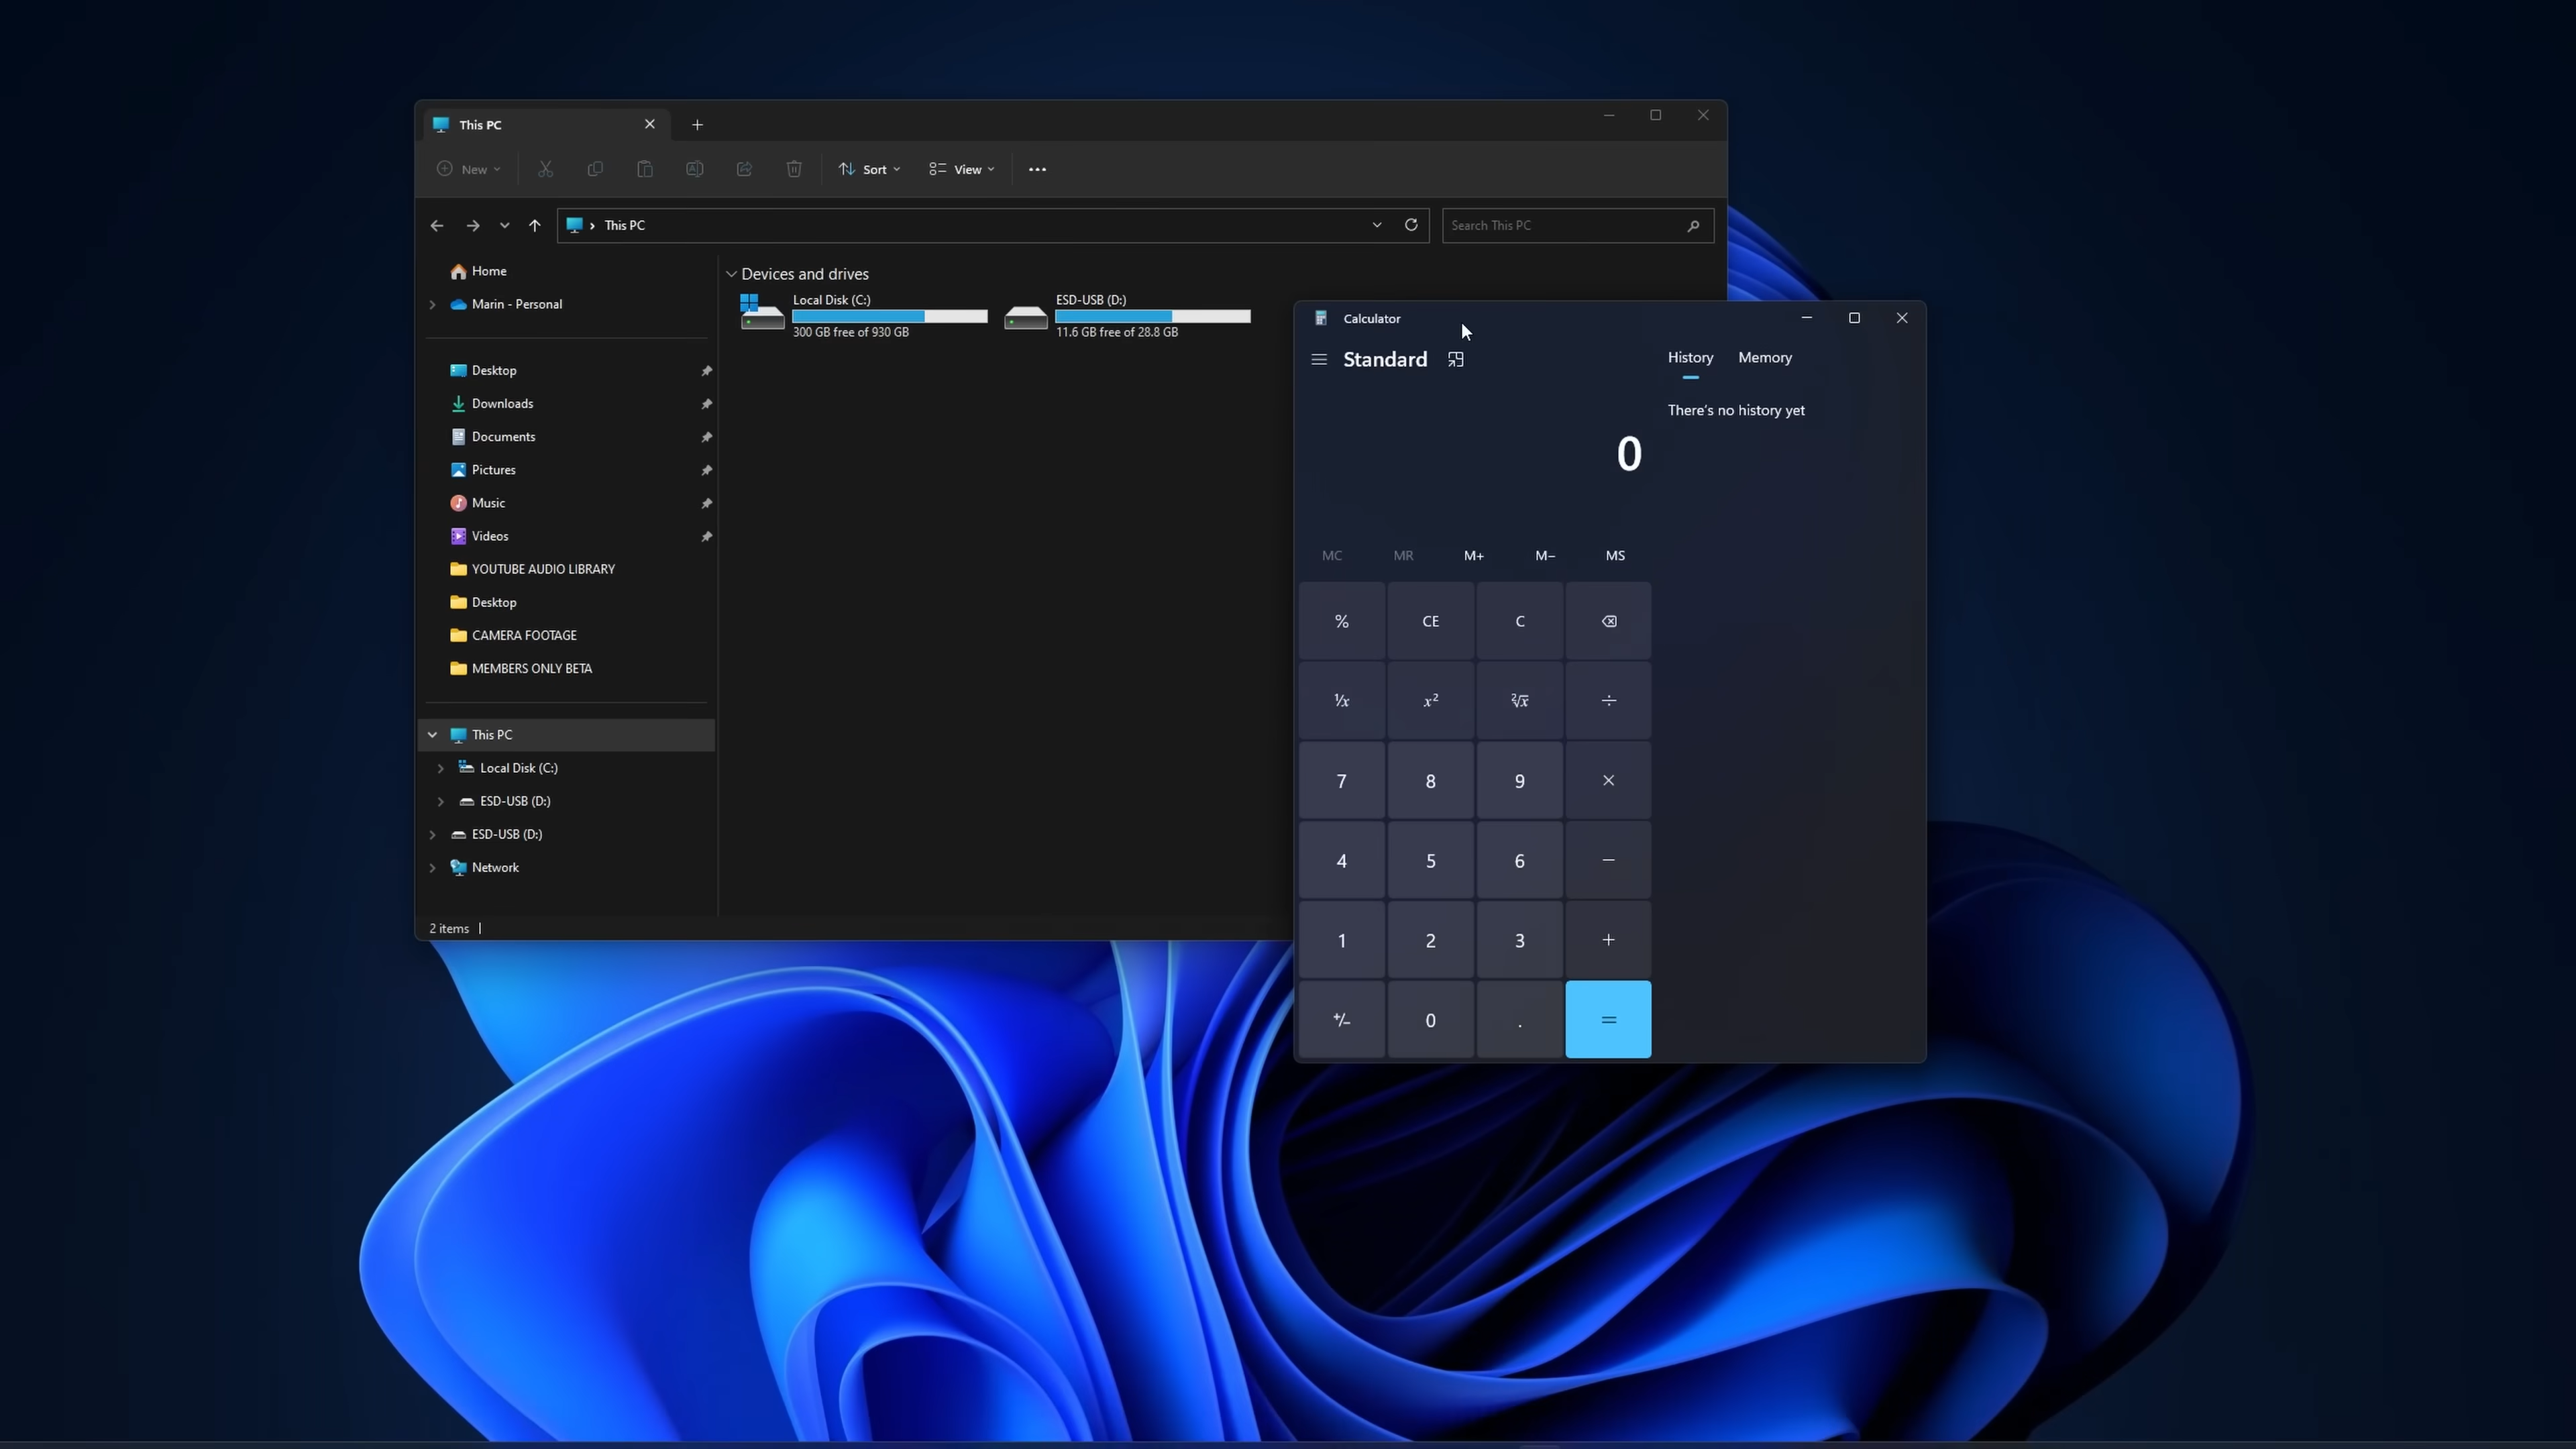 This PC
New
Sort
View
This PC
Search This PC
Home
Marin - Personal
Desktop
Downloads
Documents
Pictures
Music
Videos
YOUTUBE AUDIO LIBRARY
Desktop
CAMERA FOOTAGE
MEMBERS ONLY BETA
This PC
Local Disk (C:)
ESD-USB (D:)
ESD-USB (D:)
Network
2 items
Devices and drives
Local Disk (C:)
300 GB free of 930 GB
ESD-USB (D:)
11.6 GB free of 28.8 GB
Calculator
Standard
History Memory
There's no history yet
0
MC MR M+ M− MS
% CE C
¹/x x² ²√x ÷
7 8 9 ×
4 5 6 −
1 2 3 +
+/− 0 . =